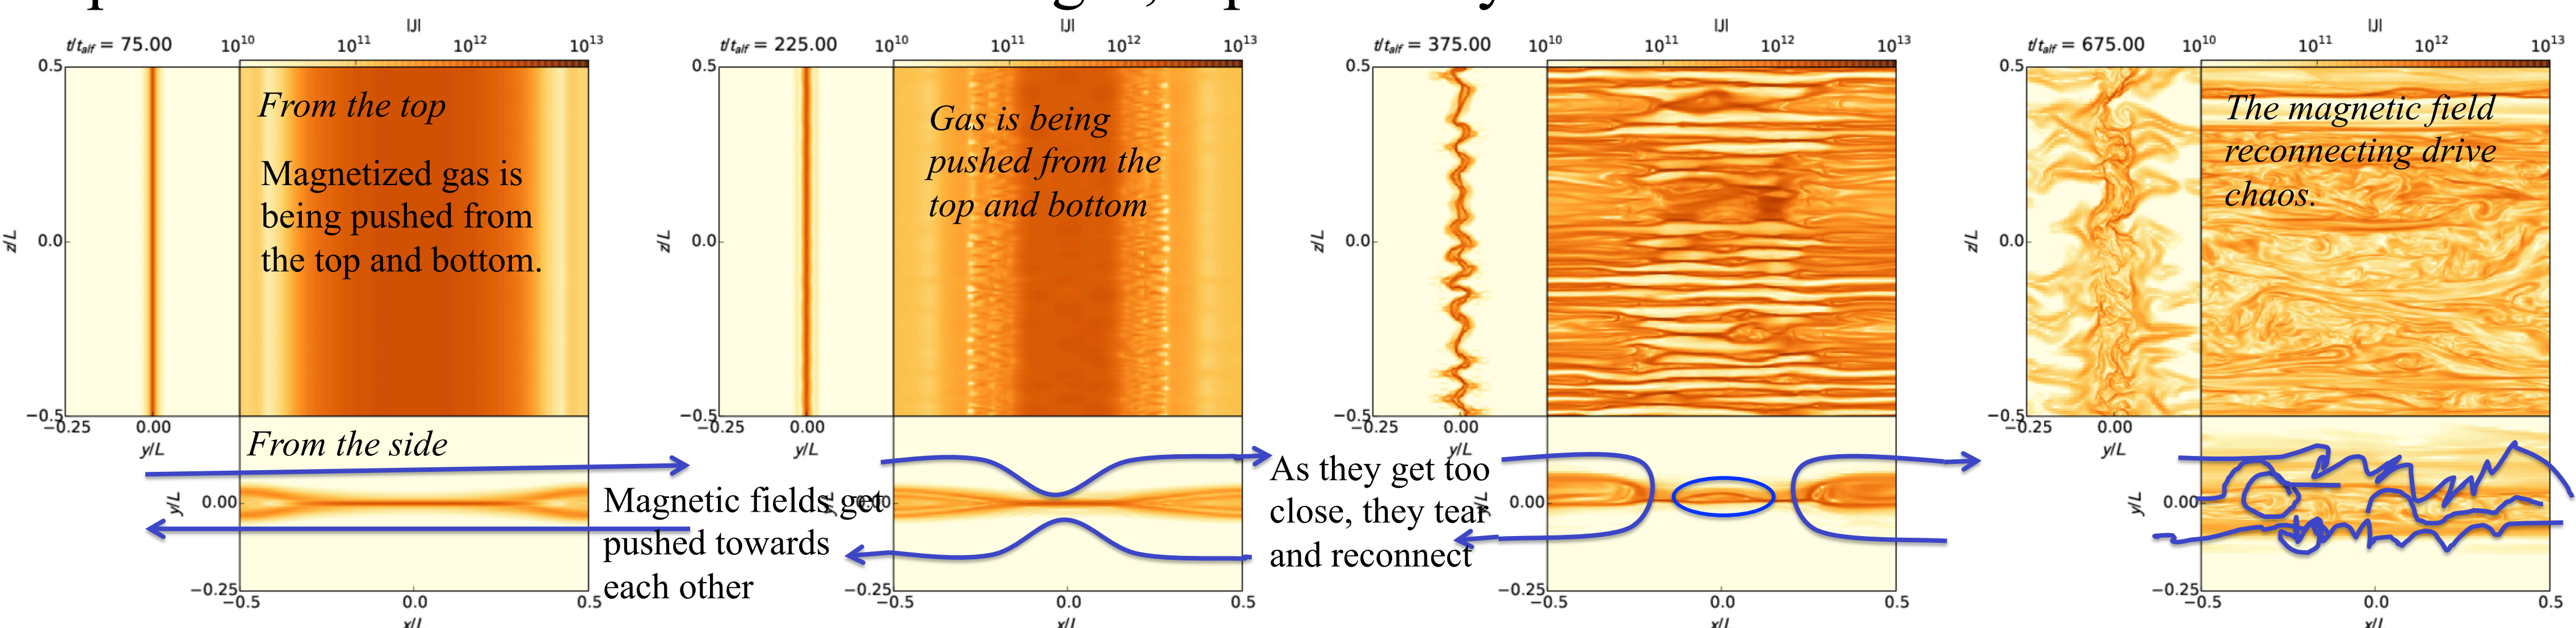 |J|
t/t_alf = 75.00
10^10 10^11 10^12 10^13
0.5
0.0
−0.5
z/L
−0.25 0.00
y/L
From the top
Magnetized gas is
being pushed from
the top and bottom.
From the side
y/L
0.00
−0.25
−0.5 0.0 0.5
x/L
Magnetic fields get
pushed towards
each other
|J|
t/t_alf = 225.00
10^10 10^11 10^12 10^13
0.5
0.0
−0.5
z/L
−0.25 0.00
y/L
Gas is being
pushed from the
top and bottom
y/L
0.00
−0.25
−0.5 0.0 0.5
x/L
As they get too
close, they tear
and reconnect
|J|
t/t_alf = 375.00
10^10 10^11 10^12 10^13
0.5
0.0
−0.5
z/L
−0.25 0.00
y/L
y/L
0.00
−0.25
−0.5 0.0 0.5
x/L
|J|
t/t_alf = 675.00
10^10 10^11 10^12 10^13
0.5
0.0
−0.5
z/L
−0.25 0.00
y/L
The magnetic field
reconnecting drive
chaos.
y/L
0.00
−0.25
−0.5 0.0 0.5
x/L